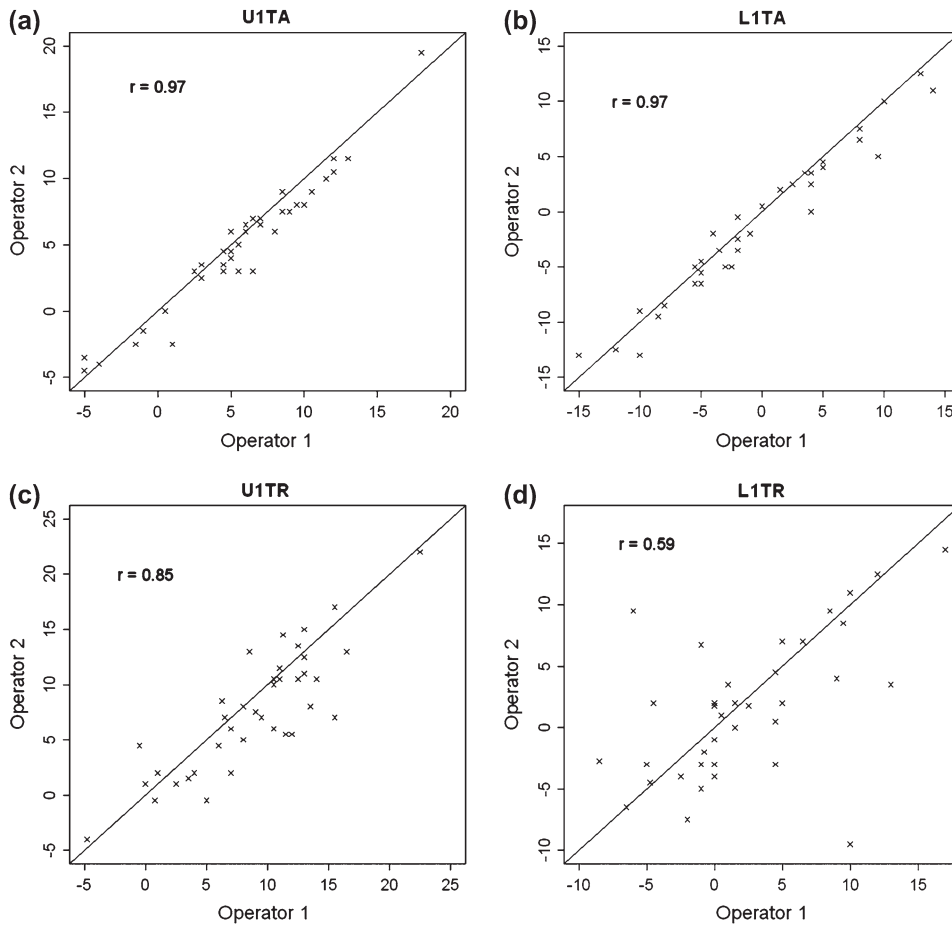 (a)
U1TA
20
15
10
5
0
-5
r = 0.97
Operator 2
-5 0 5 10 15 20
Operator 1
(b)
L1TA
15
10
5
0
-5
-10
-15
r = 0.97
Operator 2
-15 -10 -5 0 5 10 15
Operator 1
(c)
U1TR
25
20
15
10
5
0
-5
r = 0.85
Operator 2
-5 0 5 10 15 20 25
Operator 1
(d)
L1TR
15
10
5
0
-5
-10
r = 0.59
Operator 2
-10 -5 0 5 10 15
Operator 1